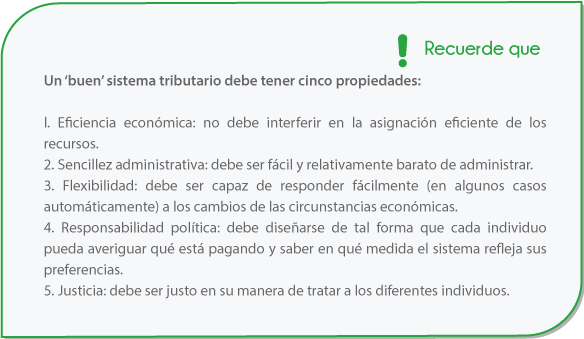 ! Recuerde que
Un ‘buen’ sistema tributario debe tener cinco propiedades:
I. Eficiencia económica: no debe interferir en la asignación eficiente de los
recursos.
2. Sencillez administrativa: debe ser fácil y relativamente barato de administrar.
3. Flexibilidad: debe ser capaz de responder fácilmente (en algunos casos
automáticamente) a los cambios de las circunstancias económicas.
4. Responsabilidad política: debe diseñarse de tal forma que cada individuo
pueda averiguar qué está pagando y saber en qué medida el sistema refleja sus
preferencias.
5. Justicia: debe ser justo en su manera de tratar a los diferentes individuos.